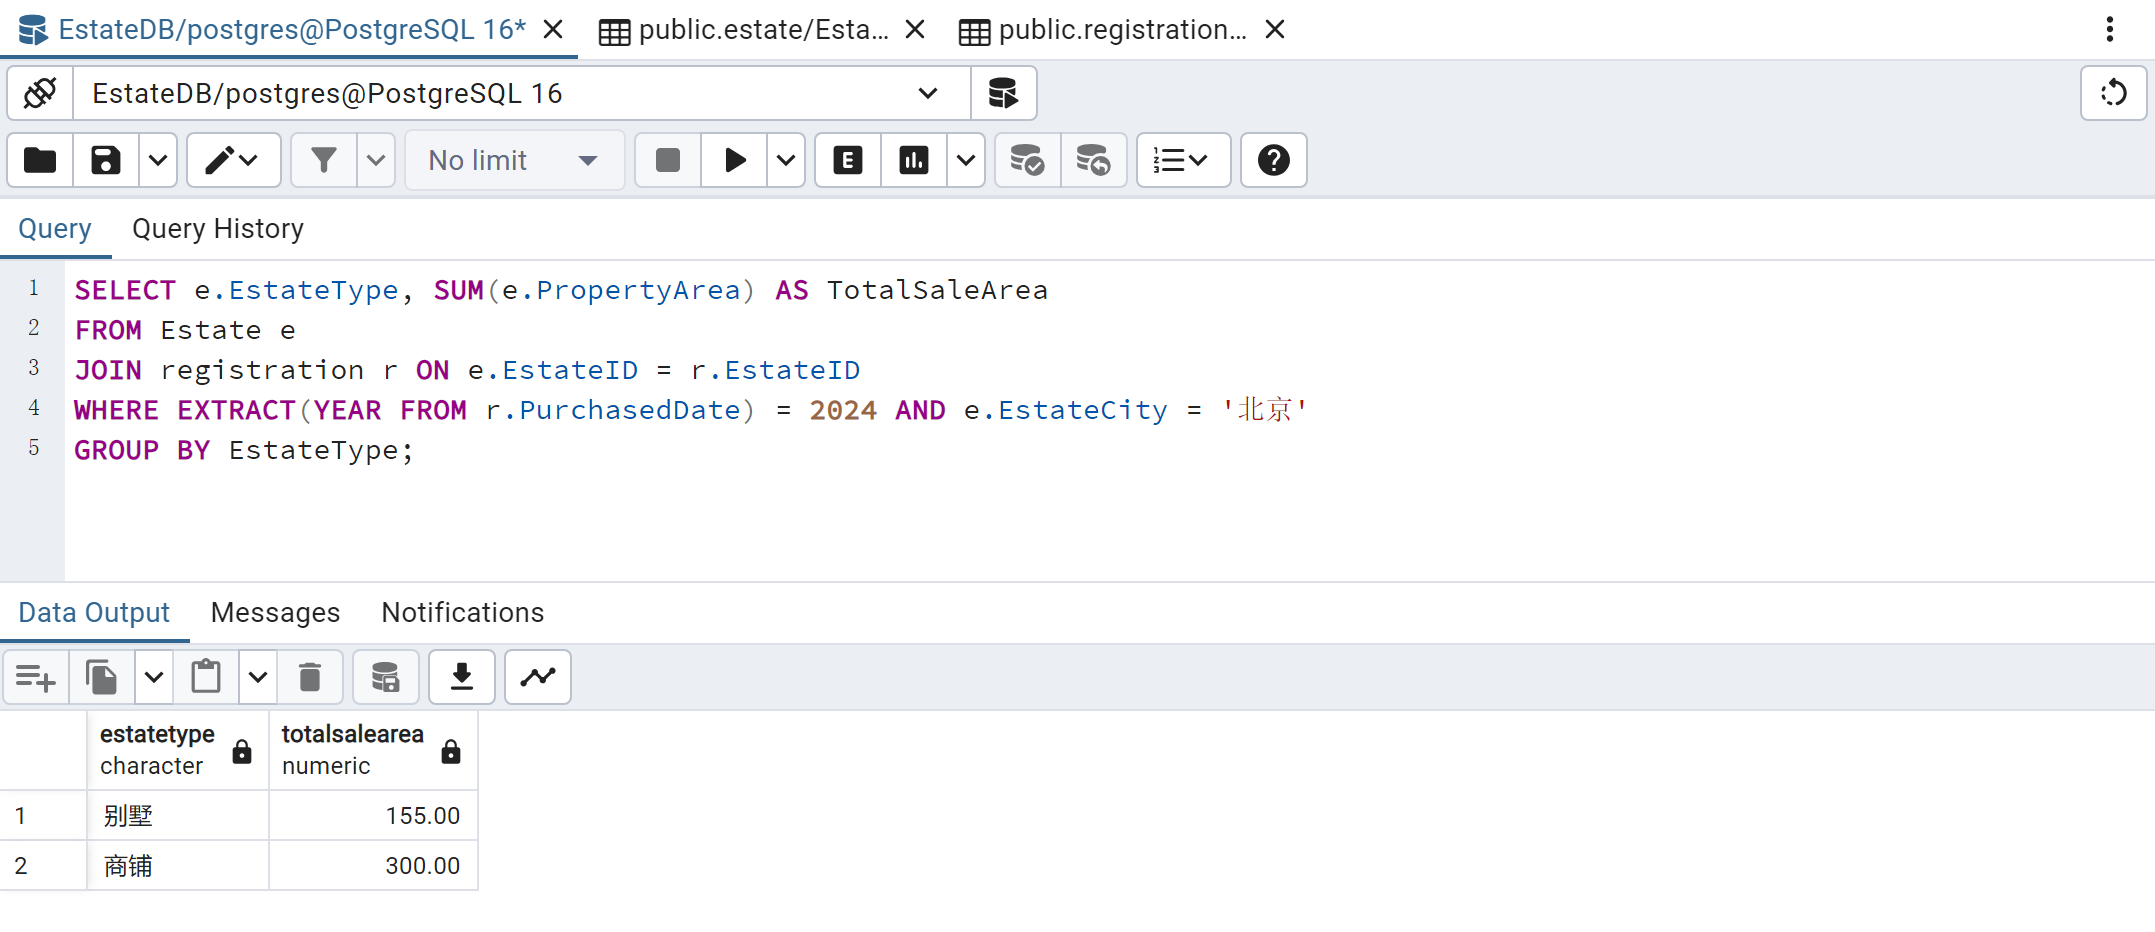 EstateDB/postgres@PostgreSQL 16* public.estate/Esta... public.registration...
EstateDB/postgres@PostgreSQL 16
No limit
Query Query History
1 SELECT e.EstateType, SUM(e.PropertyArea) AS TotalSaleArea
2 FROM Estate e
3 JOIN registration r ON e.EstateID = r.EstateID
4 WHERE EXTRACT(YEAR FROM r.PurchasedDate) = 2024 AND e.EstateCity = '北京'
5 GROUP BY EstateType;
Data Output Messages Notifications
estatetype totalsalearea
character numeric
1 别墅 155.00
2 商铺 300.00